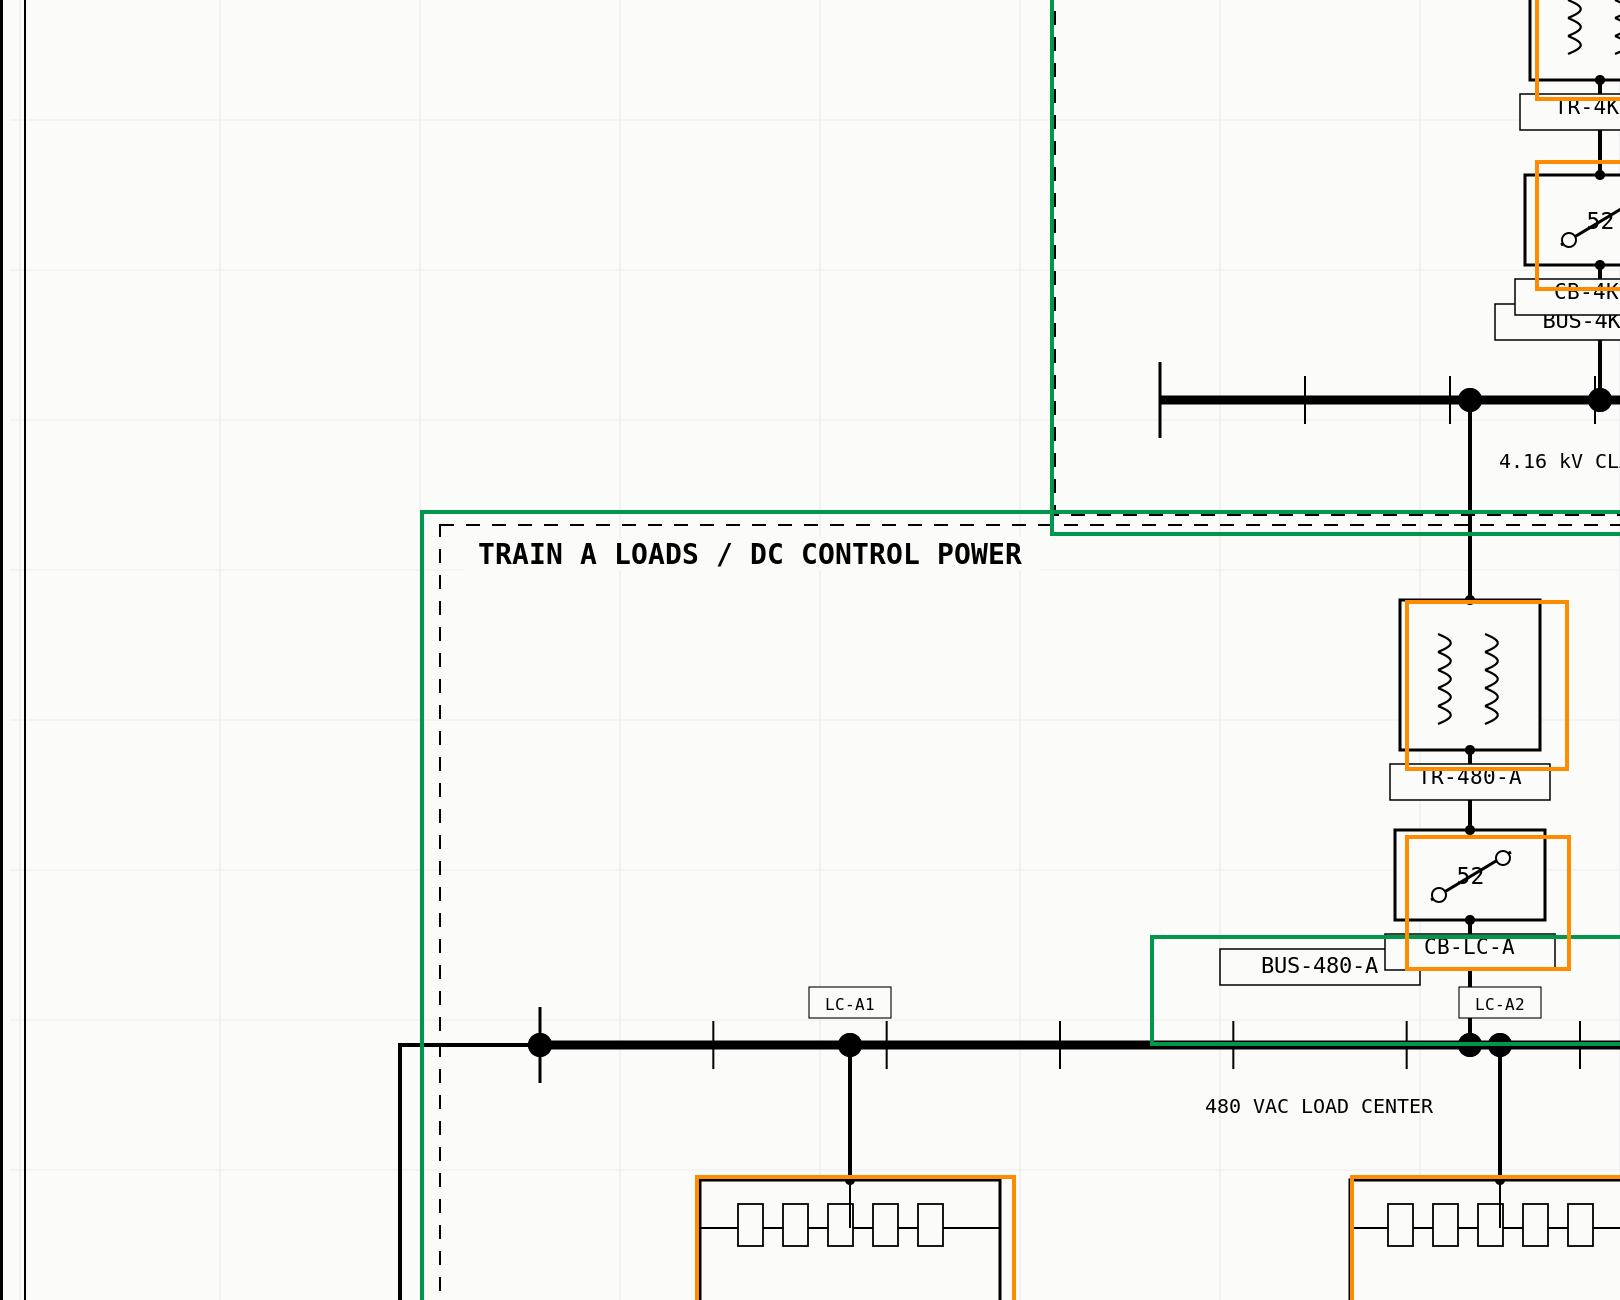 TR-4K
52
CB-4K
BUS-4K
4.16 kV CL
TRAIN A LOADS / DC CONTROL POWER
TR-480-A
52
CB-LC-A
BUS-480-A
LC-A1
LC-A2
480 VAC LOAD CENTER